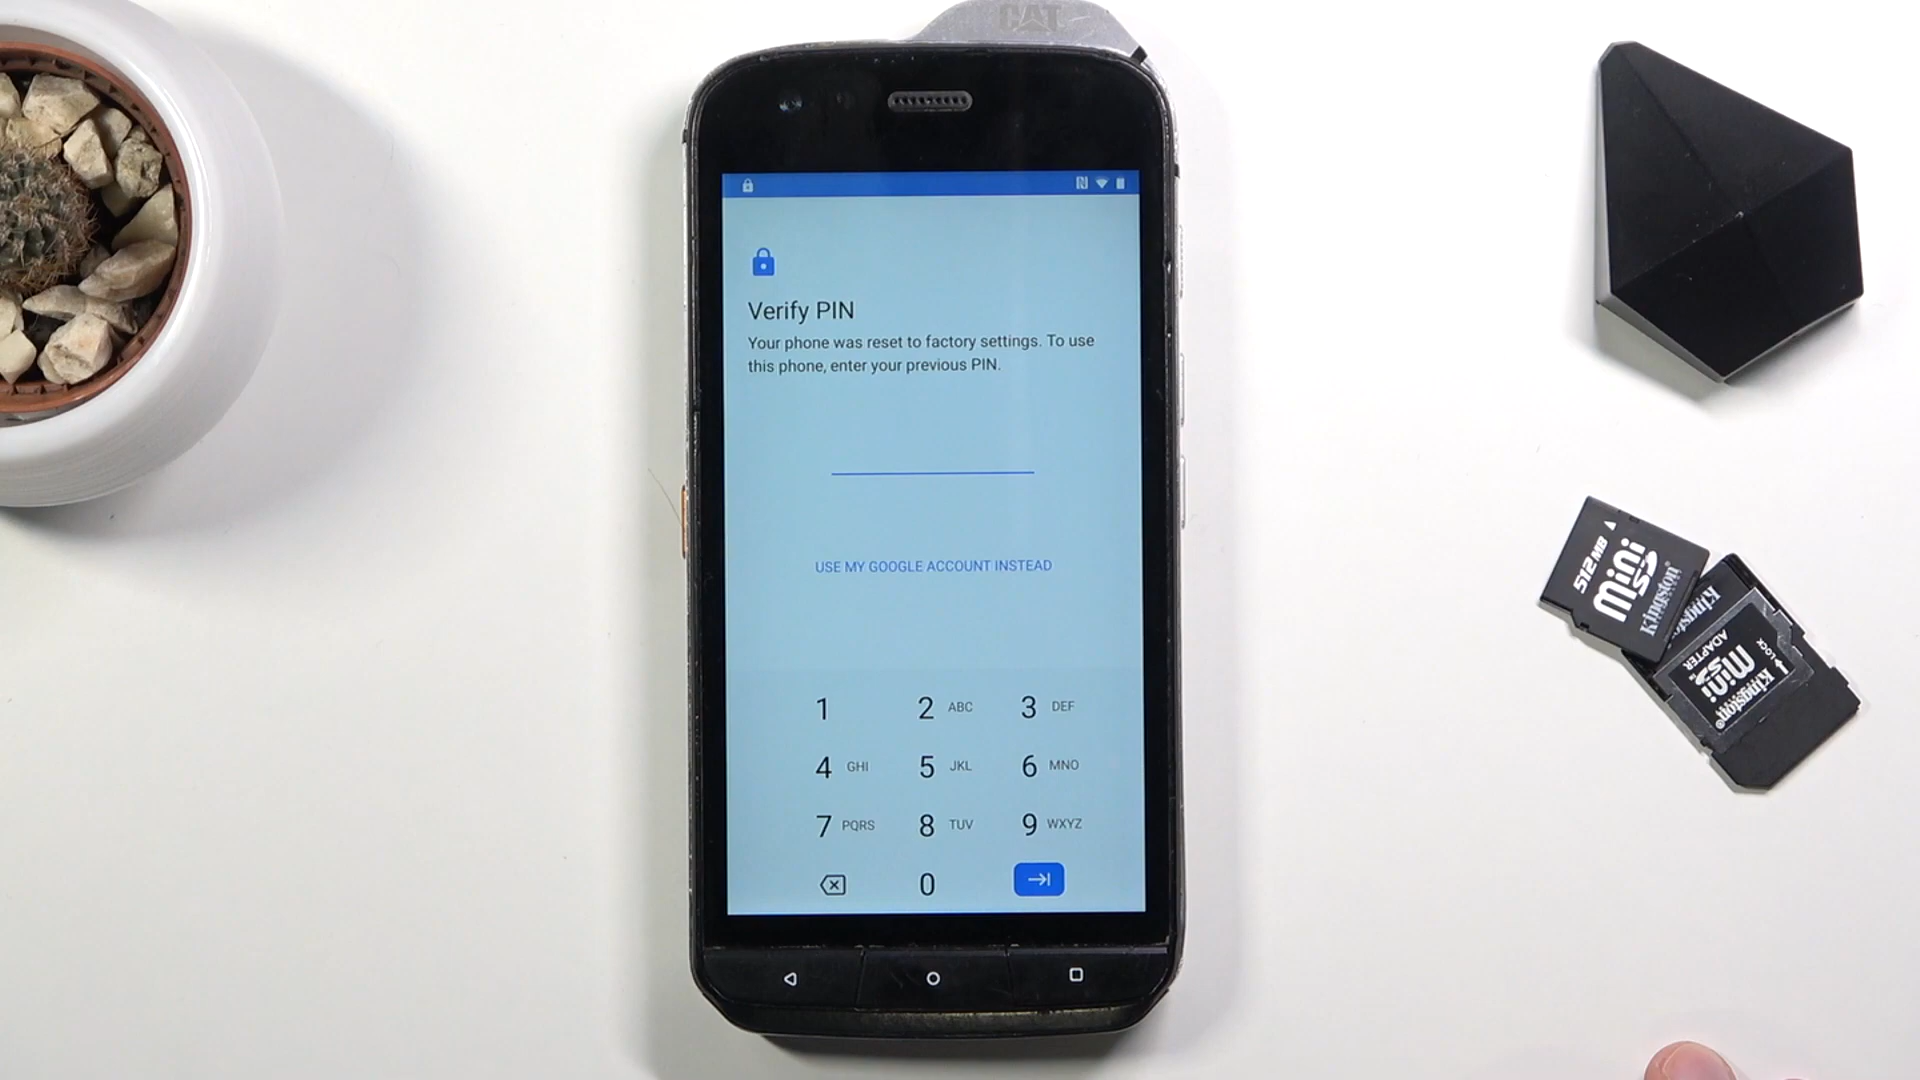 CAT
Verify PIN
Your phone was reset to factory settings. To use
this phone, enter your previous PIN.
USE MY GOOGLE ACCOUNT INSTEAD
1
2 ABC
3 DEF
4 GHI
5 JKL
6 MNO
7 PQRS
8 TUV
9 WXYZ
0
512MB
mini
SD
Kingston®
Kingston
ADAPTER
LOCK
mini
SD
Kingston®